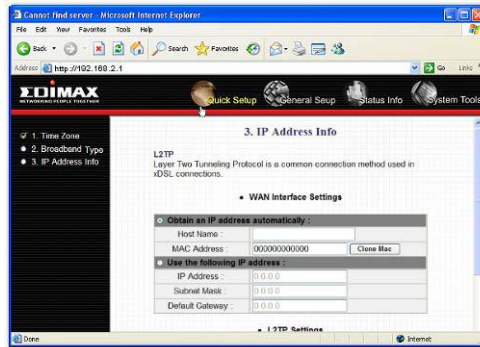 Cannot find server - Microsoft Internet Explorer
File Edit View Favorites Tools Help
Back Search Favorites
Address http://192.168.2.1 Go Links
EDIMAX
NETWORKING PEOPLE TOGETHER
Quick Setup General Seup Status Info System Tools
1. Time Zone
2. Broadband Type
3. IP Address Info
3. IP Address Info
L2TP
Layer Two Tunneling Protocol is a common connection method used in
xDSL connections.
WAN Interface Settings
Obtain an IP address automatically :
Host Name :
MAC Address : 000000000000 Clone Mac
Use the following IP address :
IP Address : 0.0.0.0
Subnet Mask : 0.0.0.0
Default Gateway : 0.0.0.0
L2TP Settings
Done Internet